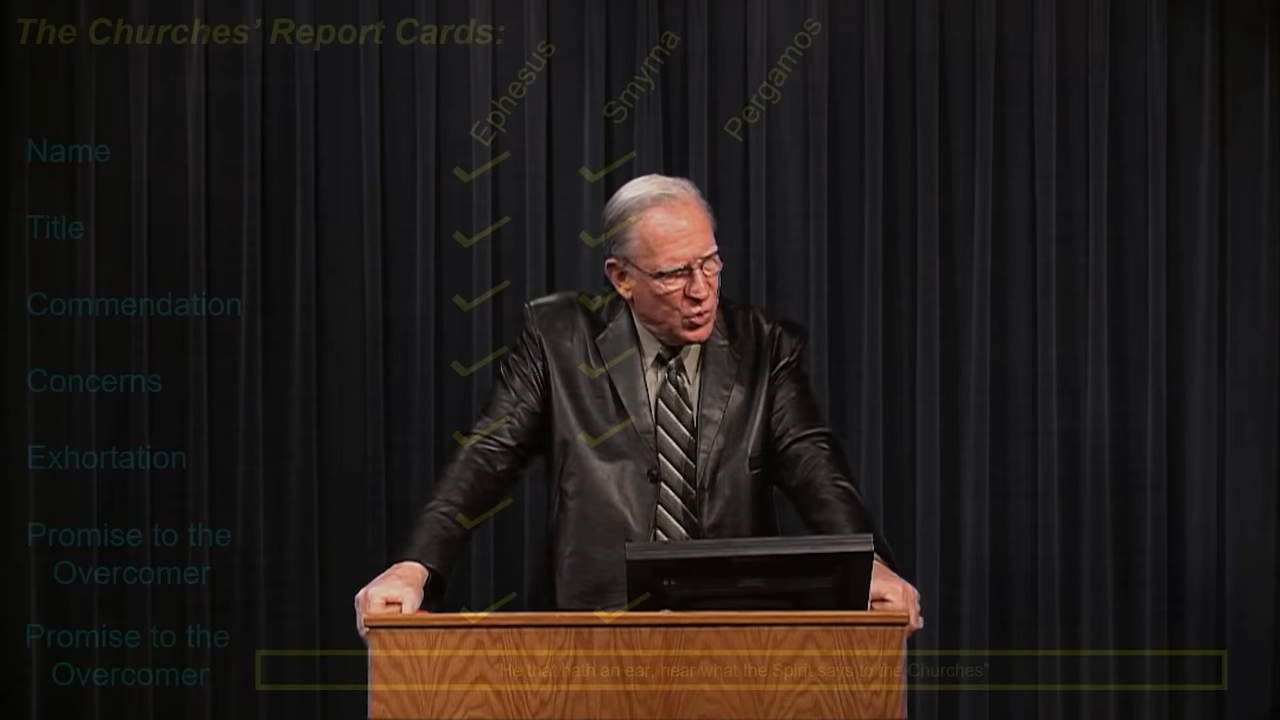 The Churches’ Report Cards:
Ephesus
Smyrna
Pergamos
Name
Title
Commendation
Concerns
Exhortation
Promise to the
Overcomer
Promise to the
Overcomer
"He that hath an ear, hear what the Spirit says to the Churches"